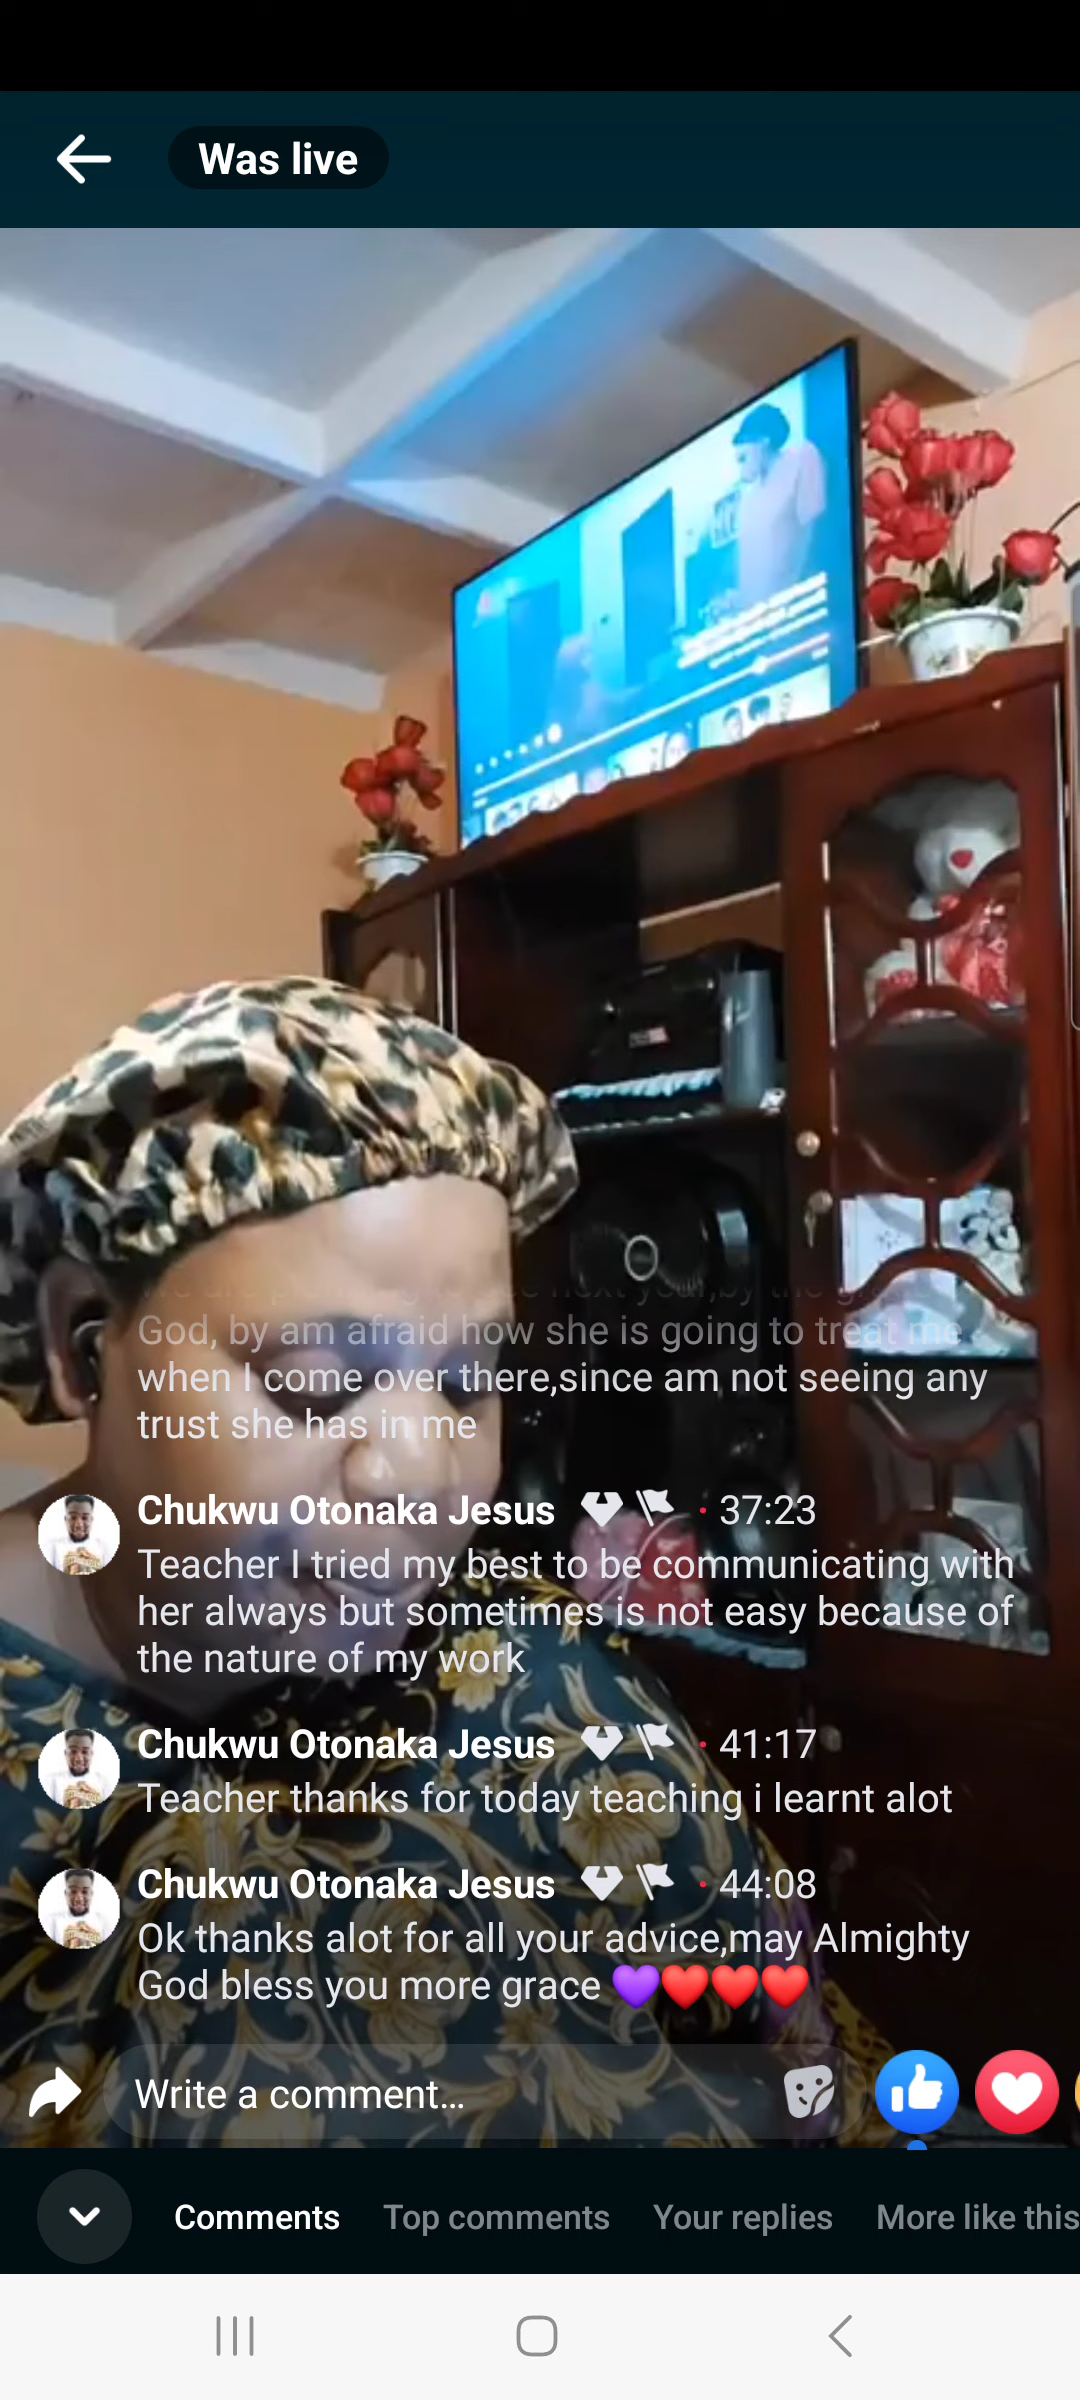 Was live
God, by am afraid how she is going to treat me
when I come over there,since am not seeing any
trust she has in me
Chukwu Otonaka Jesus · 37:23
Teacher I tried my best to be communicating with
her always but sometimes is not easy because of
the nature of my work
Chukwu Otonaka Jesus · 41:17
Teacher thanks for today teaching i learnt alot
Chukwu Otonaka Jesus · 44:08
Ok thanks alot for all your advice,may Almighty
God bless you more grace 💜❤️❤️❤️
Write a comment...
Comments Top comments Your replies More like this